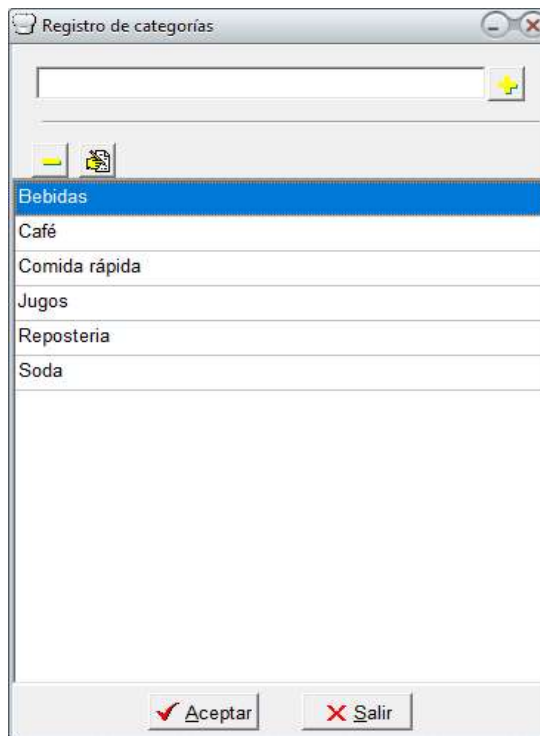 Registro de categorías
Bebidas
Café
Comida rápida
Jugos
Reposteria
Soda
Aceptar
Salir